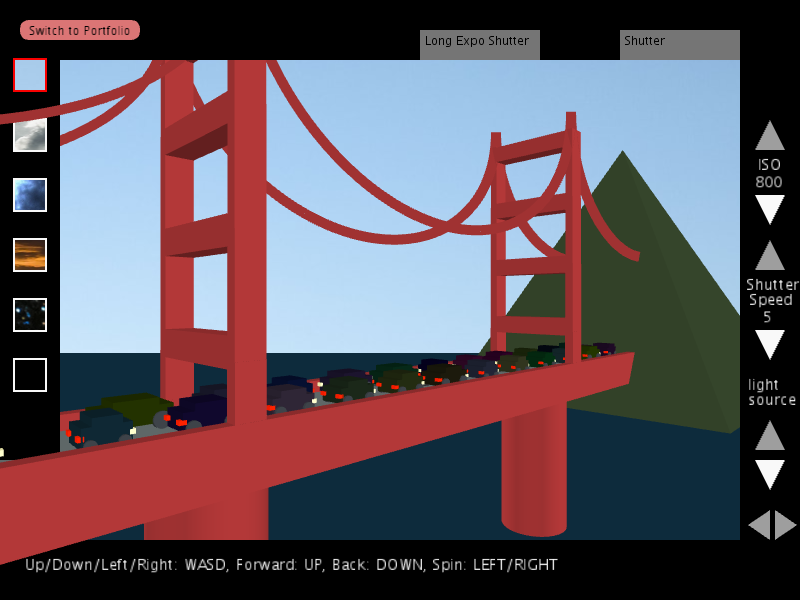 Switch to Portfolio
Long Expo Shutter
Shutter
ISO
800
Shutter
Speed
5
light
source
Up/Down/Left/Right: WASD, Forward: UP, Back: DOWN, Spin: LEFT/RIGHT